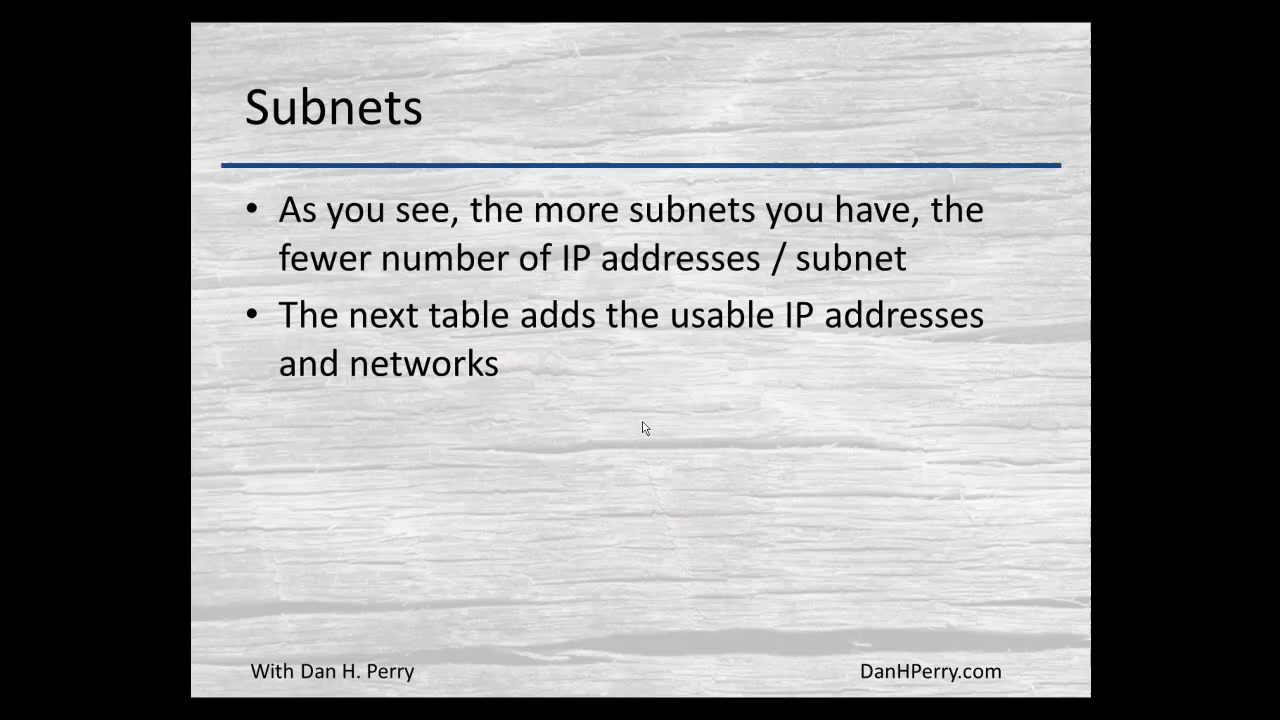 Subnets
• As you see, the more subnets you have, the
fewer number of IP addresses / subnet
• The next table adds the usable IP addresses
and networks
With Dan H. Perry
DanHPerry.com